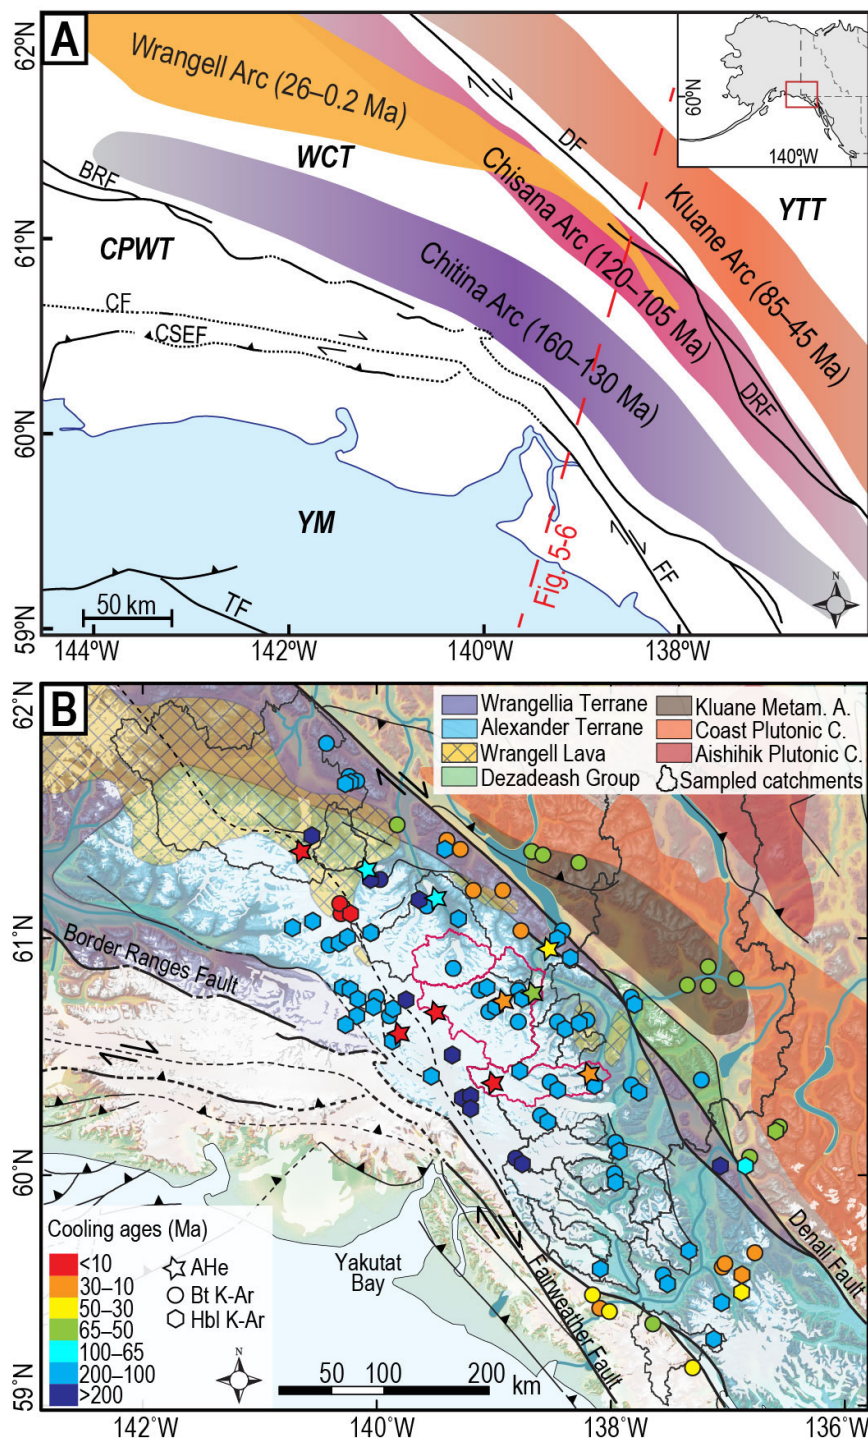 A
62°N
61°N
60°N
59°N
144°W
142°W
140°W
138°W
60°N
140°W
Wrangell Arc (26–0.2 Ma)
WCT
DF
BRF
Chisana Arc (120–105 Ma)
Kluane Arc (85–45 Ma)
YTT
CPWT
Chitina Arc (160–130 Ma)
CF
CSEF
DRF
YM
Fig. 5-6
FF
TF
50 km
N
B
62°N
61°N
60°N
59°N
142°W
140°W
138°W
136°W
Wrangellia Terrane
Alexander Terrane
Wrangell Lava
Dezadeash Group
Kluane Metam. A.
Coast Plutonic C.
Aishihik Plutonic C.
Sampled catchments
Border Ranges Fault
Denali Fault
Fairweather Fault
Yakutat
Bay
Cooling ages (Ma)
<10
30–10
50–30
65–50
100–65
200–100
>200
AHe
Bt K-Ar
Hbl K-Ar
N
50 100 200
km